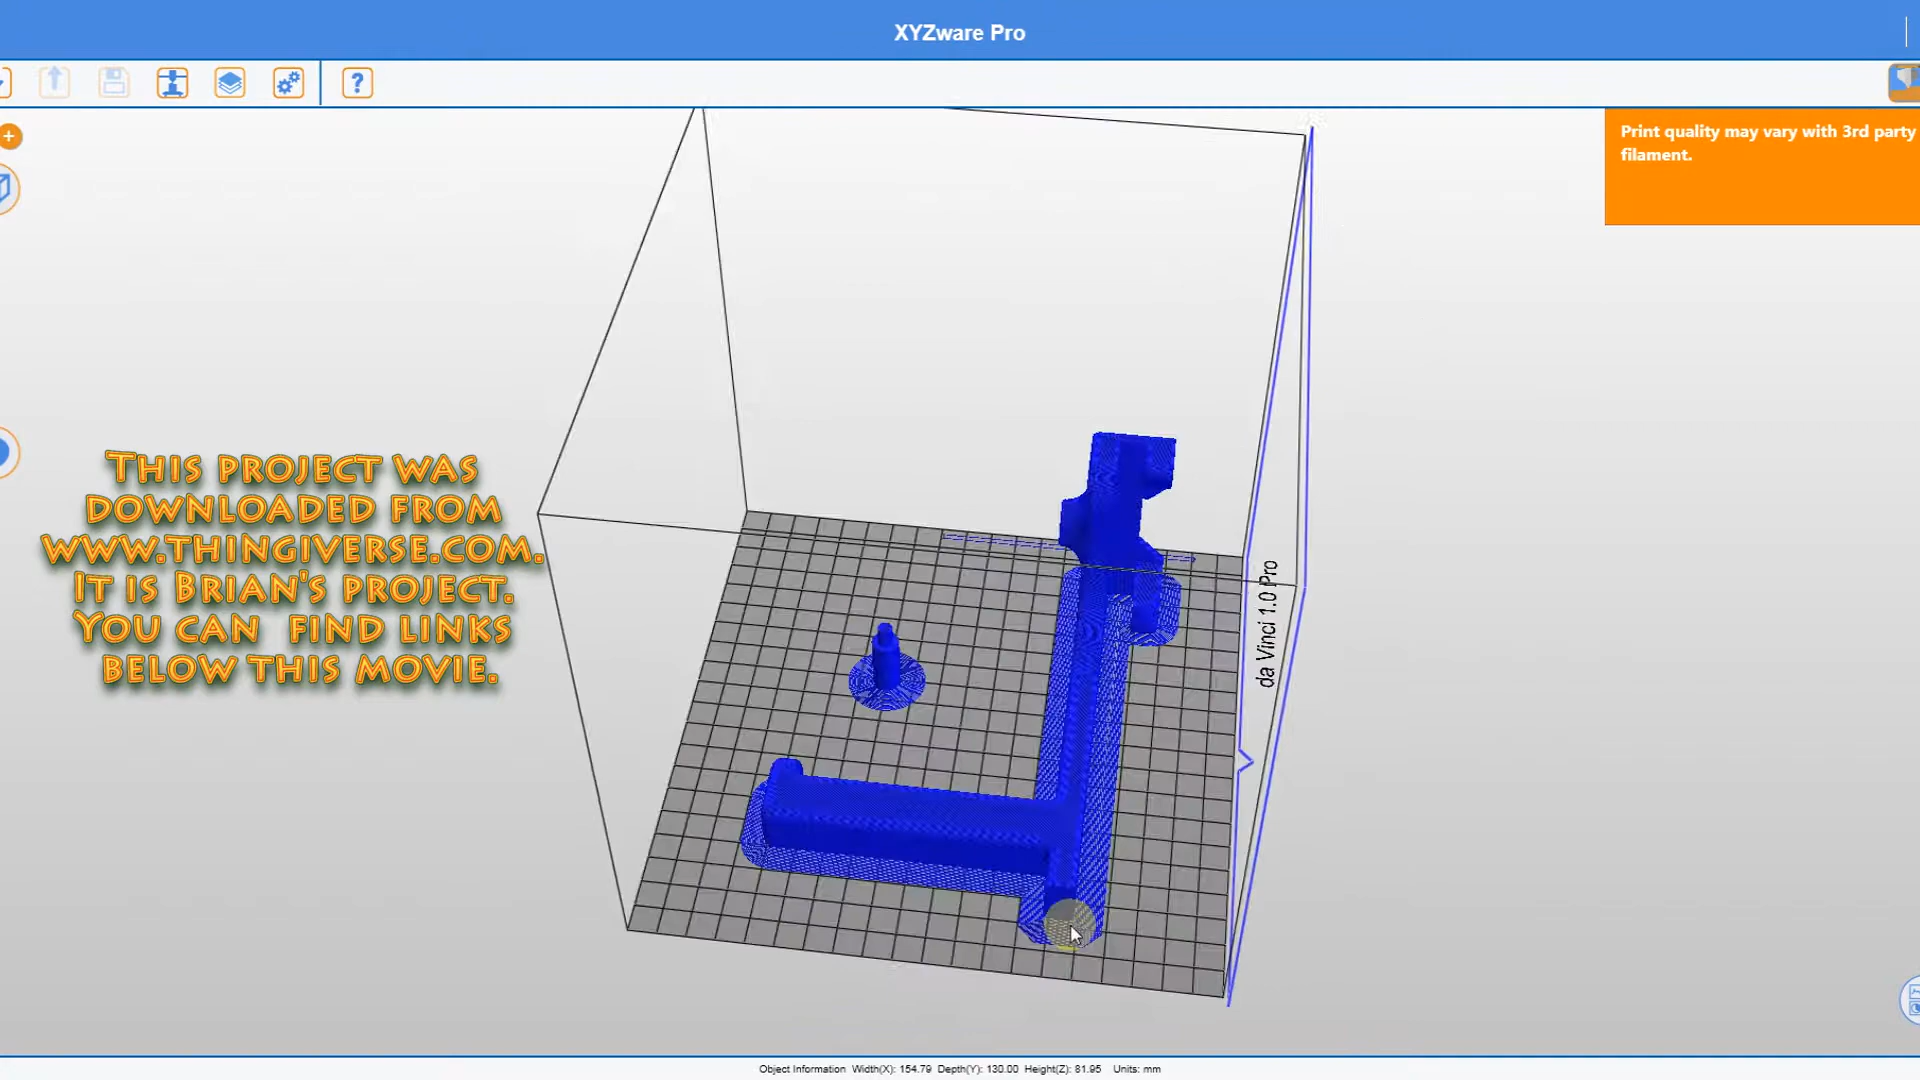 XYZware Pro
?
+
Print quality may vary with 3rd party
filament.
THIS PROJECT WAS
DOWNLOADED FROM
WWW.THINGIVERSE.COM.
IT IS BRIAN'S PROJECT.
YOU CAN FIND LINKS
BELOW THIS MOVIE.
da Vinci 1.0 Pro
Object Information Width(X): 154.79 Depth(Y): 130.00 Height(Z): 81.95 Units: mm